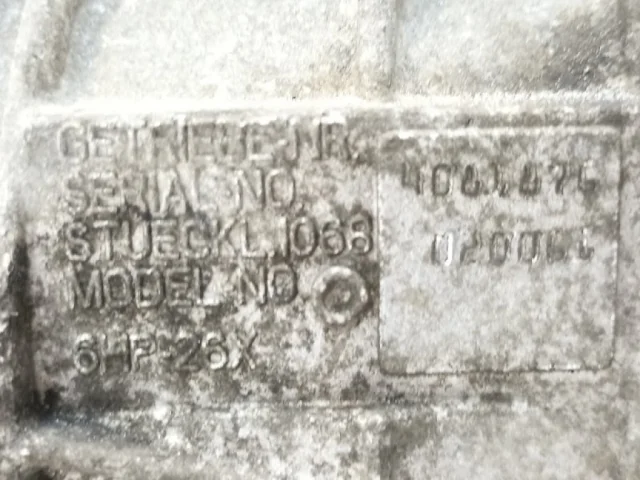 GETRIEBE-NR.
SERIAL NO.
STUECKL. 1068
MODEL NO
6HP-26X